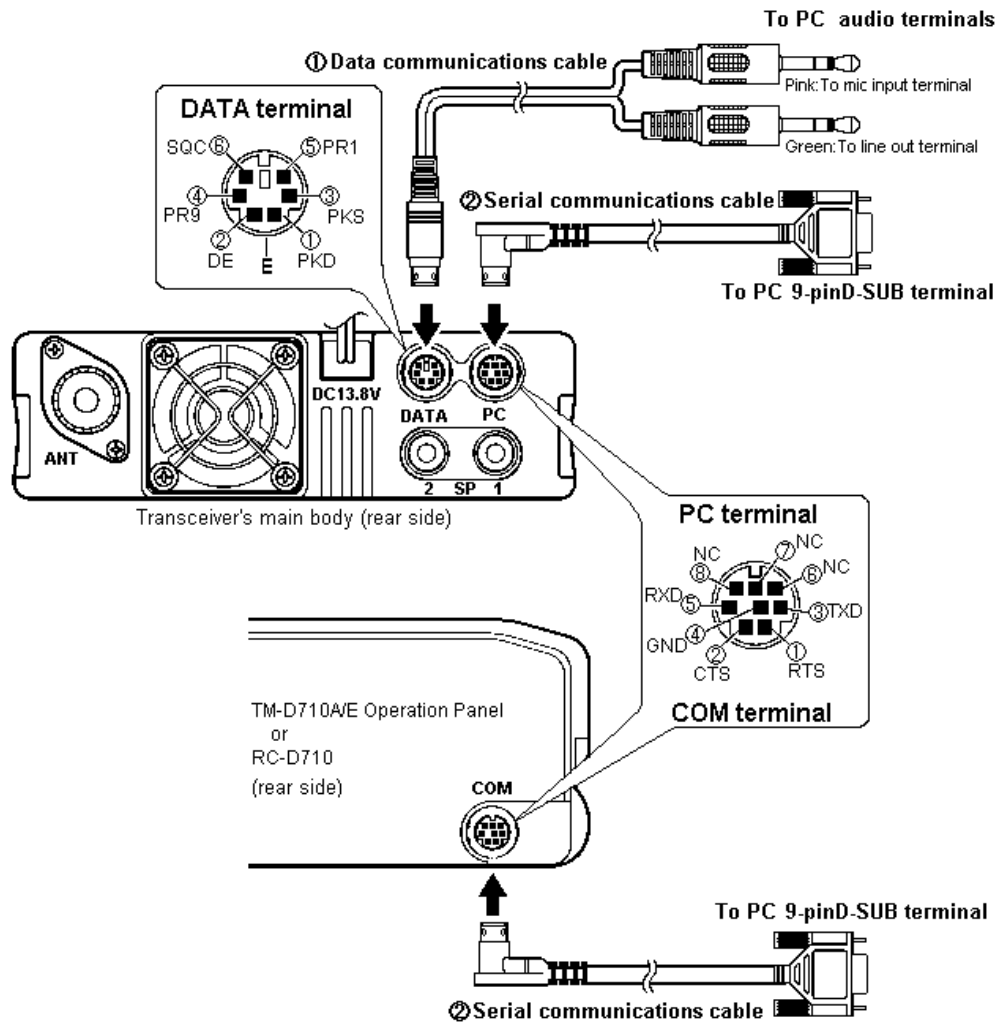 To PC audio terminals
①Data communications cable
Pink:To mic input terminal
Green:To line out terminal
DATA terminal
SQC⑥
⑤PR1
④
PR9
③
PKS
②
DE
E
①
PKD
②Serial communications cable
To PC 9-pinD-SUB terminal
DC13.8V
ANT
DATA
PC
2 SP 1
Transceiver's main body (rear side)
PC terminal
NC
⑧
⑦NC
⑥NC
RXD⑤
③TXD
GND④
②
CTS
①
RTS
COM terminal
TM-D710A/E Operation Panel
or
RC-D710
(rear side)
COM
To PC 9-pinD-SUB terminal
②Serial communications cable